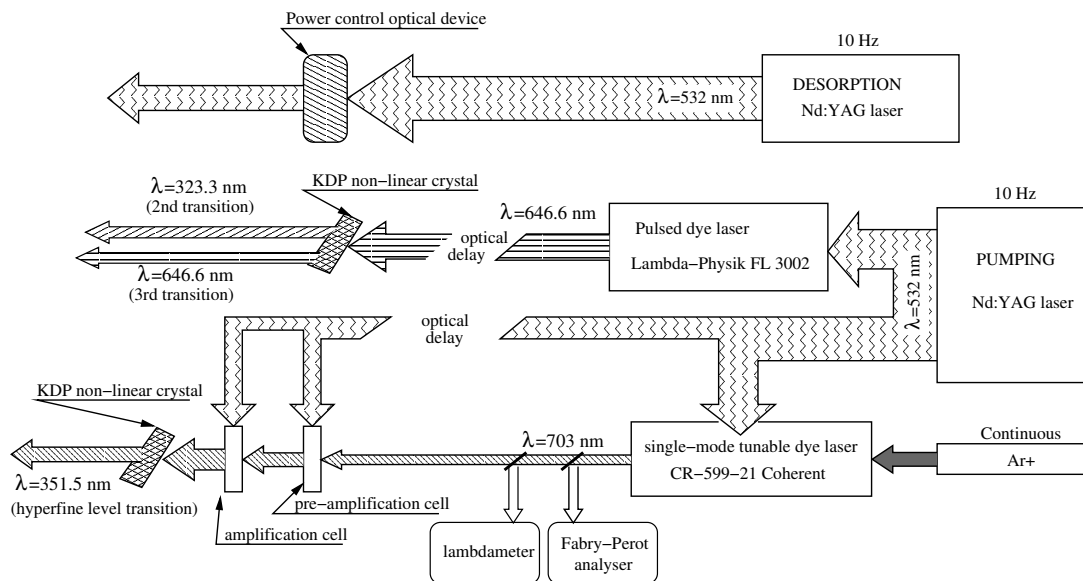 Power control optical device
10 Hz
λ=532 nm
DESORPTION
Nd:YAG laser
λ=323.3 nm
(2nd transition)
KDP non−linear crystal
λ=646.6 nm
(3rd transition)
optical
delay
λ=646.6 nm
Pulsed dye laser
Lambda−Physik FL 3002
10 Hz
PUMPING
Nd:YAG laser
λ=532 nm
optical
delay
KDP non−linear crystal
λ=351.5 nm
(hyperfine level transition)
pre−amplification cell
amplification cell
λ=703 nm
single−mode tunable dye laser
CR−599−21 Coherent
Continuous
Ar+
lambdameter
Fabry−Perot
analyser